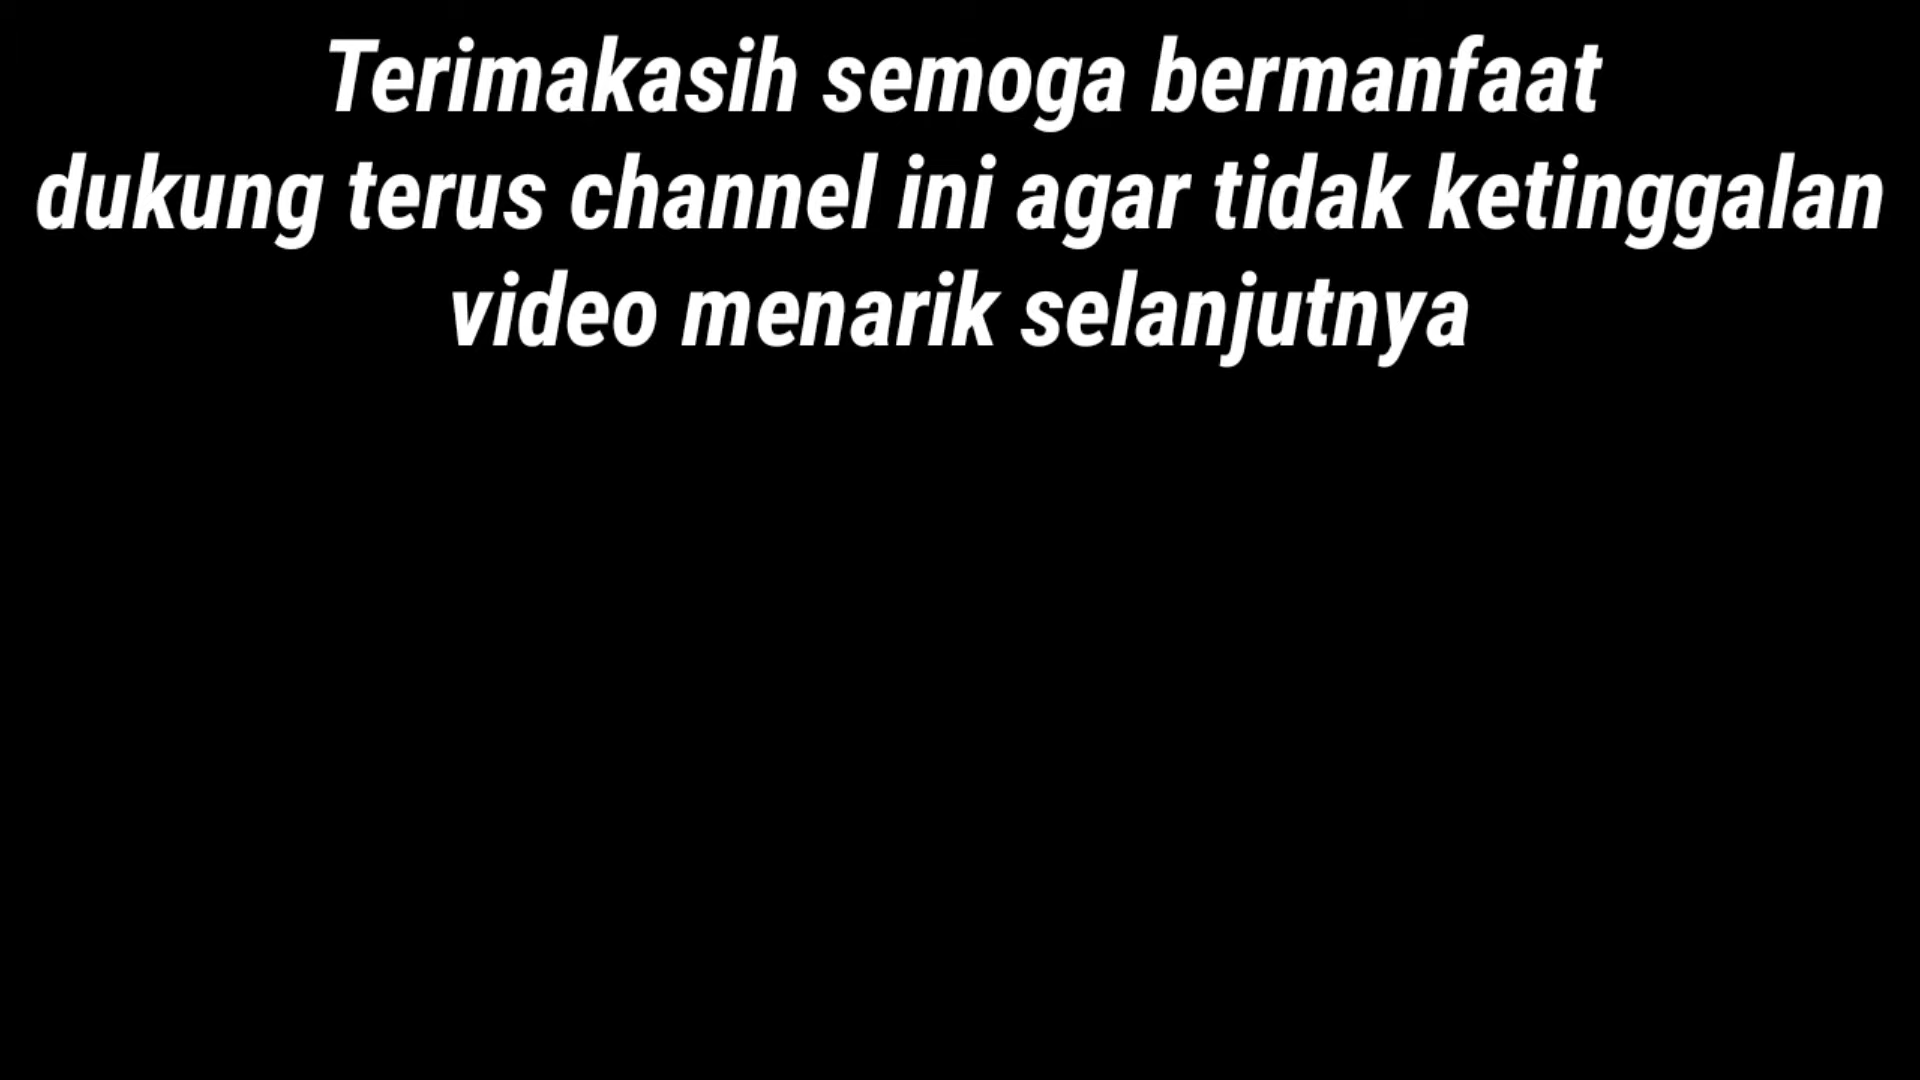 Terimakasih semoga bermanfaat
dukung terus channel ini agar tidak ketinggalan
video menarik selanjutnya